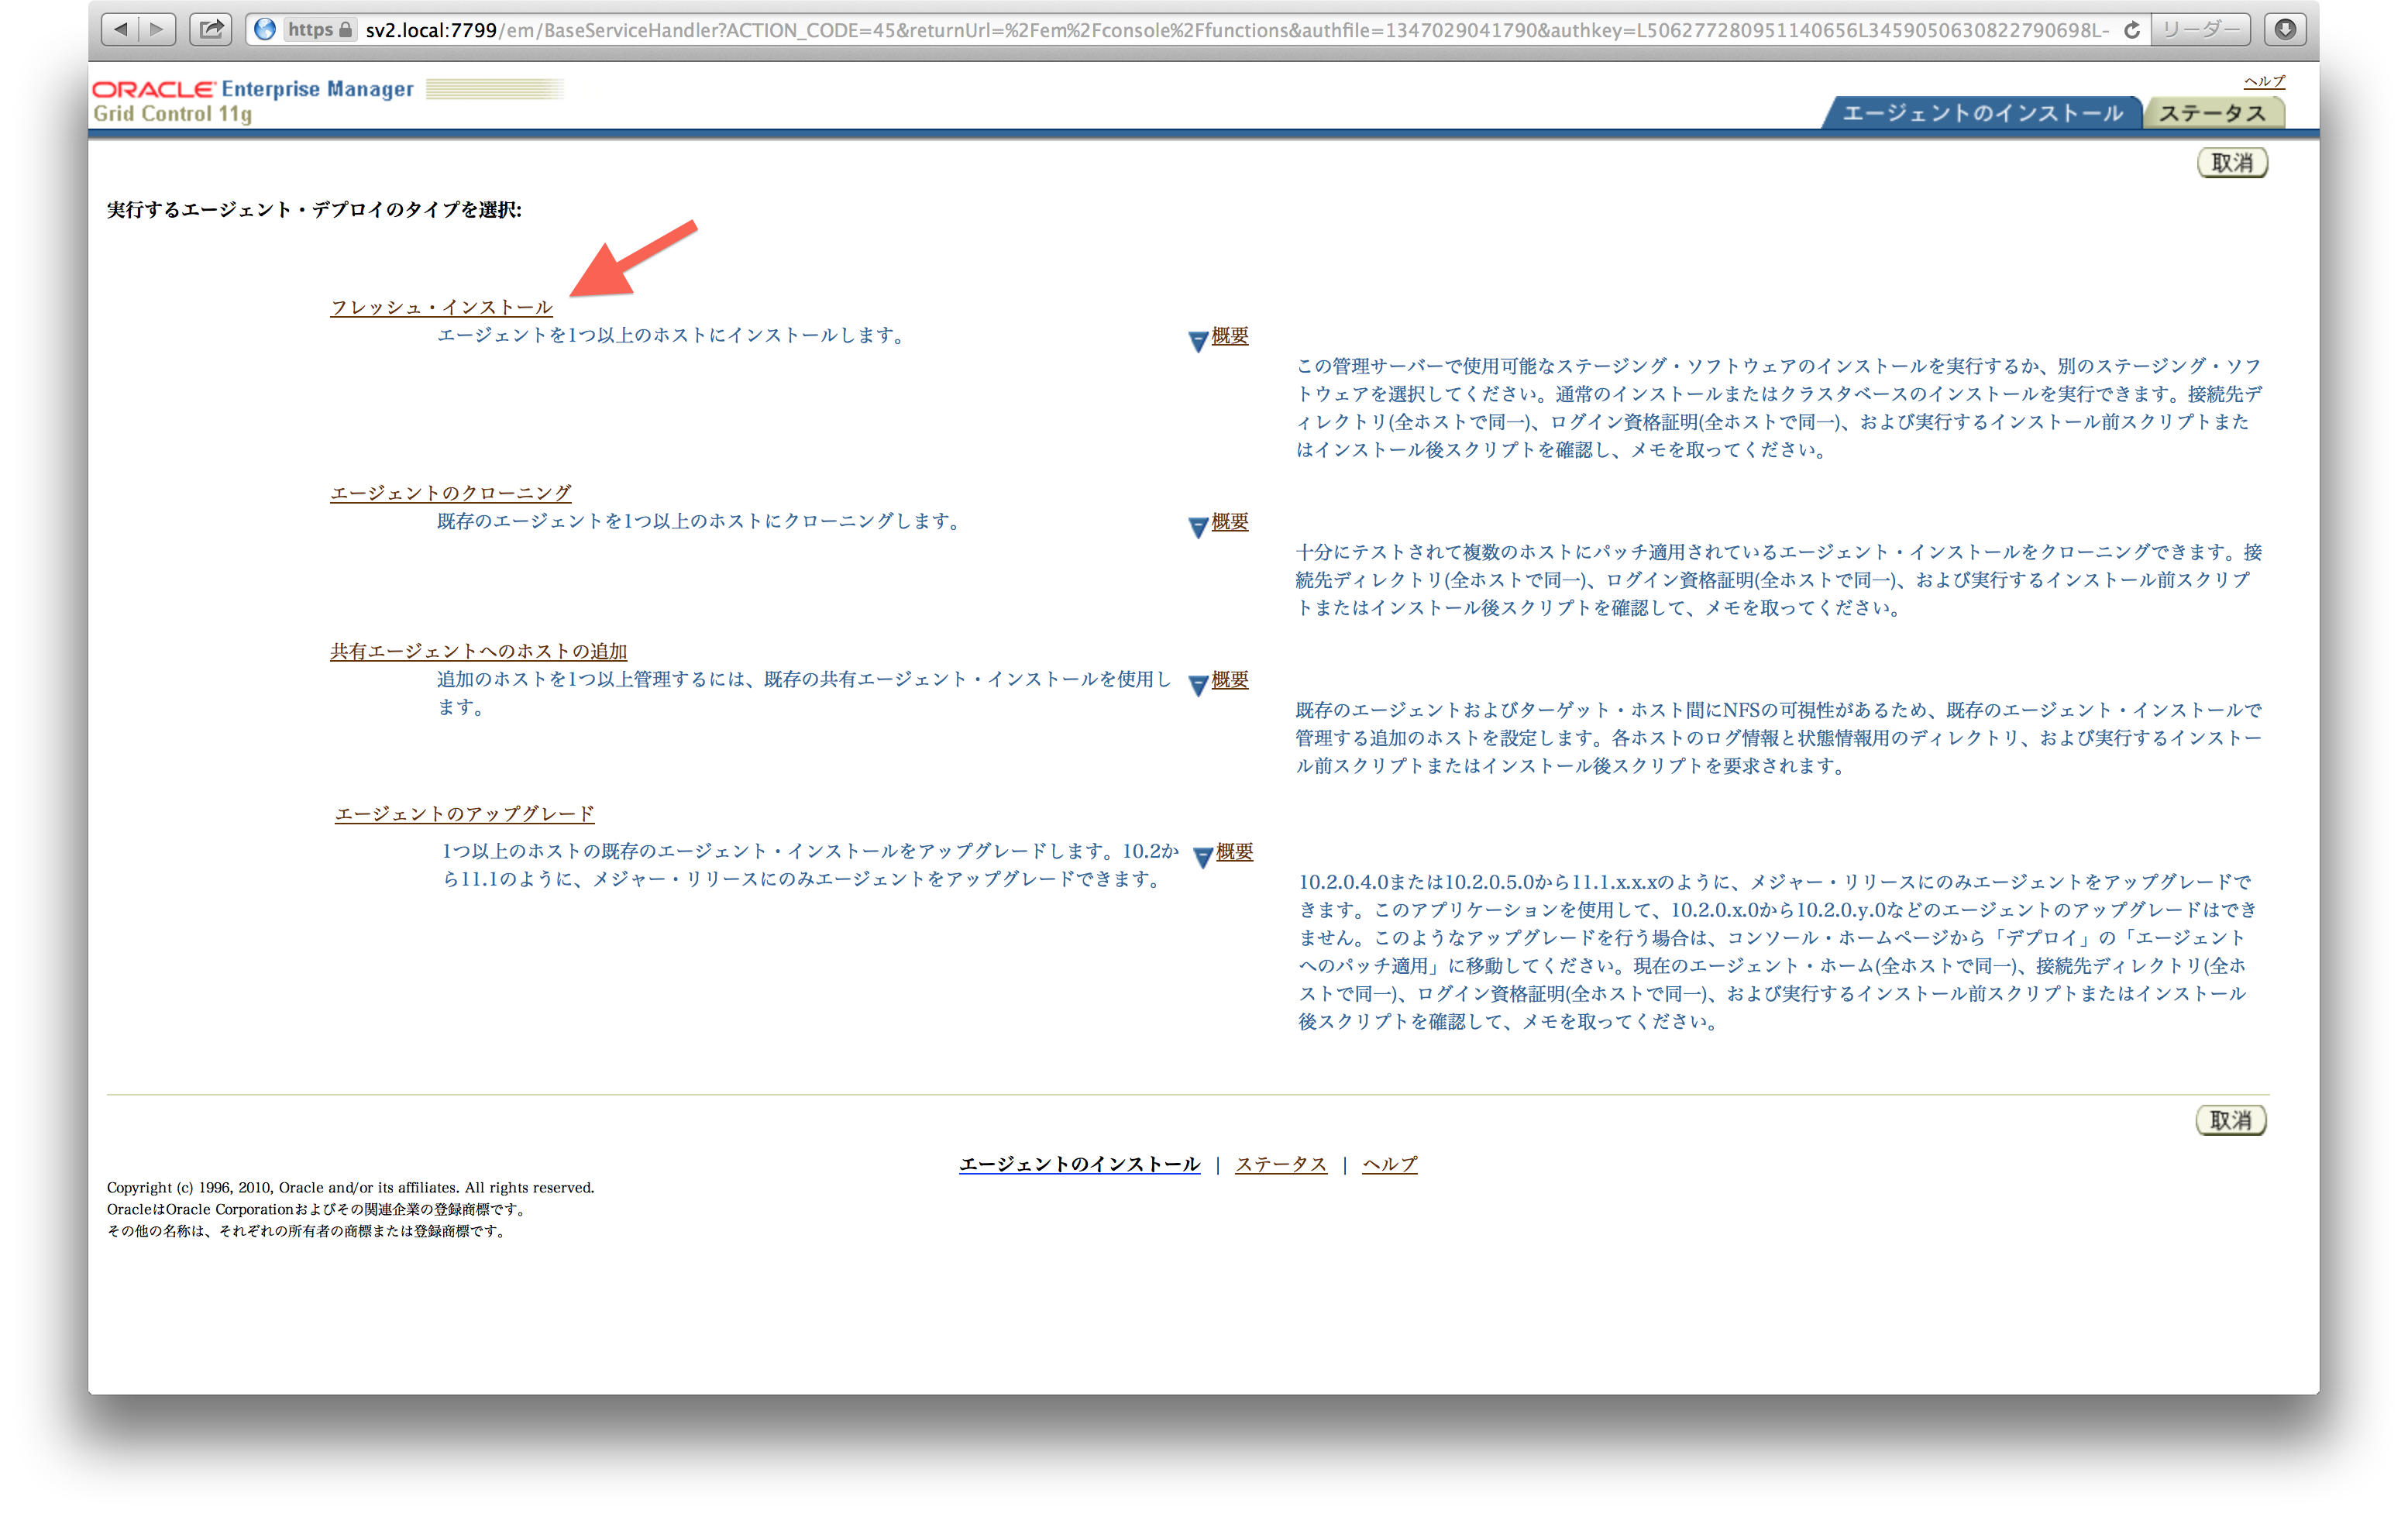 https sv2.local:7799/em/BaseServiceHandler?ACTION_CODE=45&returnUrl=%2Fem%2Fconsole%2Ffunctions&authfile=1347029041790&authkey=L506277280951140656L3459050630822790698L- リーダー
ORACLE Enterprise Manager
Grid Control 11g
ヘルプ
エージェントのインストール ステータス
取消
実行するエージェント・デプロイのタイプを選択:
フレッシュ・インストール
エージェントを1つ以上のホストにインストールします。
概要
この管理サーバーで使用可能なステージング・ソフトウェアのインストールを実行するか、別のステージング・ソフ
トウェアを選択してください。通常のインストールまたはクラスタベースのインストールを実行できます。接続先デ
ィレクトリ(全ホストで同一)、ログイン資格証明(全ホストで同一)、および実行するインストール前スクリプトまた
はインストール後スクリプトを確認し、メモを取ってください。
エージェントのクローニング
既存のエージェントを1つ以上のホストにクローニングします。
概要
十分にテストされて複数のホストにパッチ適用されているエージェント・インストールをクローニングできます。接
続先ディレクトリ(全ホストで同一)、ログイン資格証明(全ホストで同一)、および実行するインストール前スクリプ
トまたはインストール後スクリプトを確認して、メモを取ってください。
共有エージェントへのホストの追加
追加のホストを1つ以上管理するには、既存の共有エージェント・インストールを使用し
ます。
概要
既存のエージェントおよびターゲット・ホスト間にNFSの可視性があるため、既存のエージェント・インストールで
管理する追加のホストを設定します。各ホストのログ情報と状態情報用のディレクトリ、および実行するインストー
ル前スクリプトまたはインストール後スクリプトを要求されます。
エージェントのアップグレード
1つ以上のホストの既存のエージェント・インストールをアップグレードします。10.2か
ら11.1のように、メジャー・リリースにのみエージェントをアップグレードできます。
概要
10.2.0.4.0または10.2.0.5.0から11.1.x.x.xのように、メジャー・リリースにのみエージェントをアップグレードで
きます。このアプリケーションを使用して、10.2.0.x.0から10.2.0.y.0などのエージェントのアップグレードはでき
ません。このようなアップグレードを行う場合は、コンソール・ホームページから「デプロイ」の「エージェント
へのパッチ適用」に移動してください。現在のエージェント・ホーム(全ホストで同一)、接続先ディレクトリ(全ホ
ストで同一)、ログイン資格証明(全ホストで同一)、および実行するインストール前スクリプトまたはインストール
後スクリプトを確認して、メモを取ってください。
取消
エージェントのインストール | ステータス | ヘルプ
Copyright (c) 1996, 2010, Oracle and/or its affiliates. All rights reserved.
OracleはOracle Corporationおよびその関連企業の登録商標です。
その他の名称は、それぞれの所有者の商標または登録商標です。